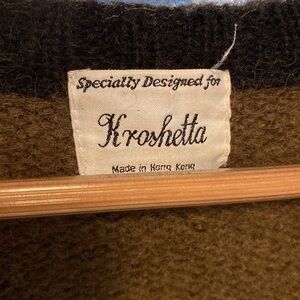 Specially Designed for
Kroshetta
Made in Hong Kong